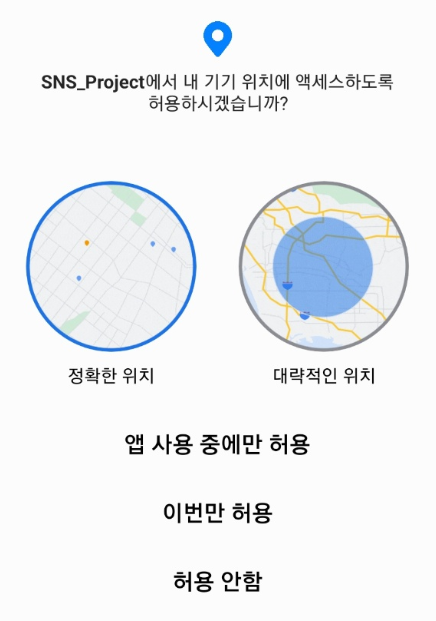 SNS_Project에서 내 기기 위치에 액세스하도록
허용하시겠습니까?
정확한 위치
대략적인 위치
앱 사용 중에만 허용
이번만 허용
허용 안함